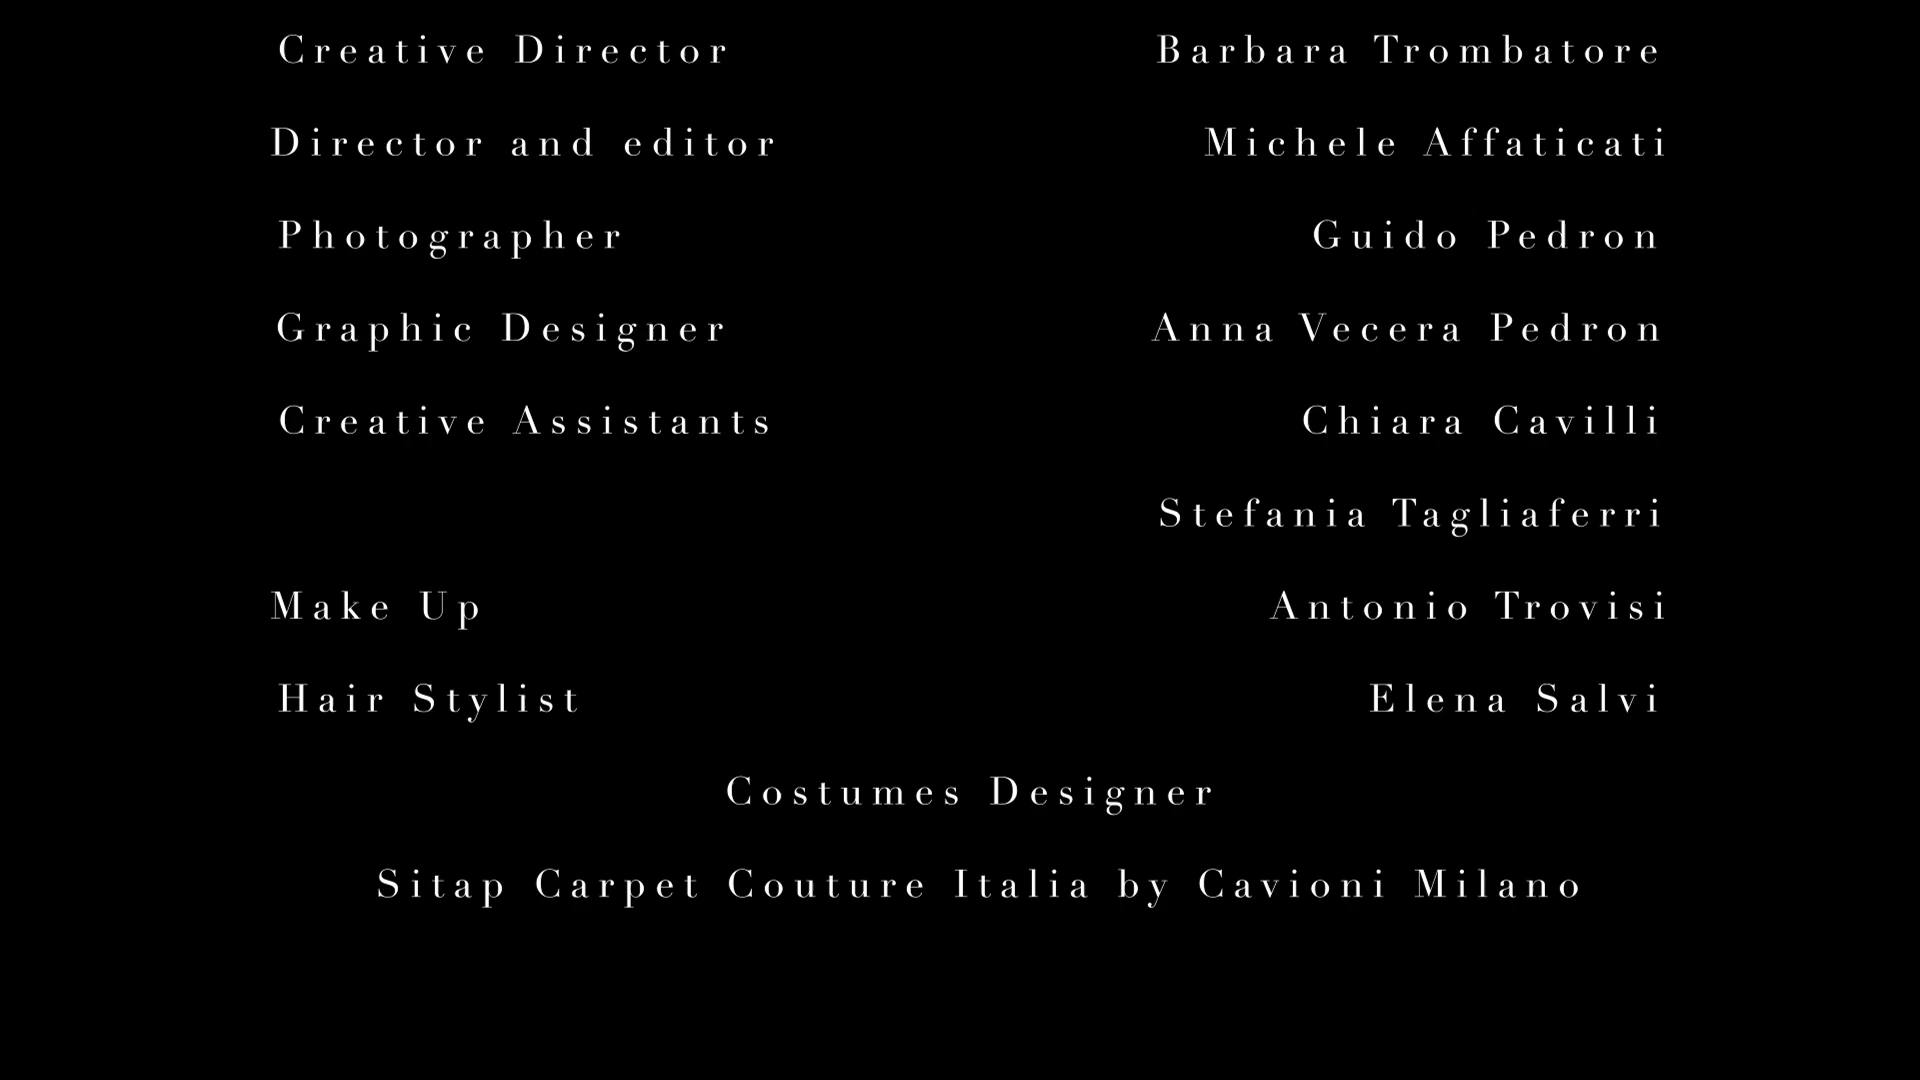 Creative Director Barbara Trombatore
Director and editor Michele Affaticati
Photographer Guido Pedron
Graphic Designer Anna Vecera Pedron
Creative Assistants Chiara Cavilli
Stefania Tagliaferri
Make Up Antonio Trovisi
Hair Stylist Elena Salvi
Costumes Designer
Sitap Carpet Couture Italia by Cavioni Milano